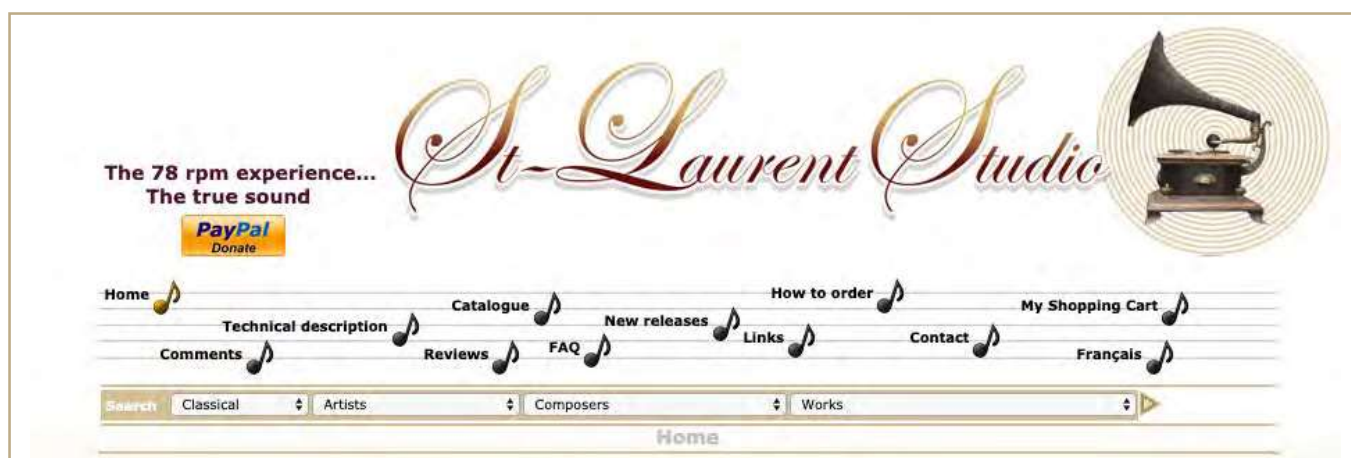 St-Laurent Studio
The 78 rpm experience...
The true sound
PayPal
Donate
Home
Catalogue
How to order
My Shopping Cart
Technical description
New releases
Links
Contact
Comments
Reviews
FAQ
Français
Search Classical Artists Composers Works
Home